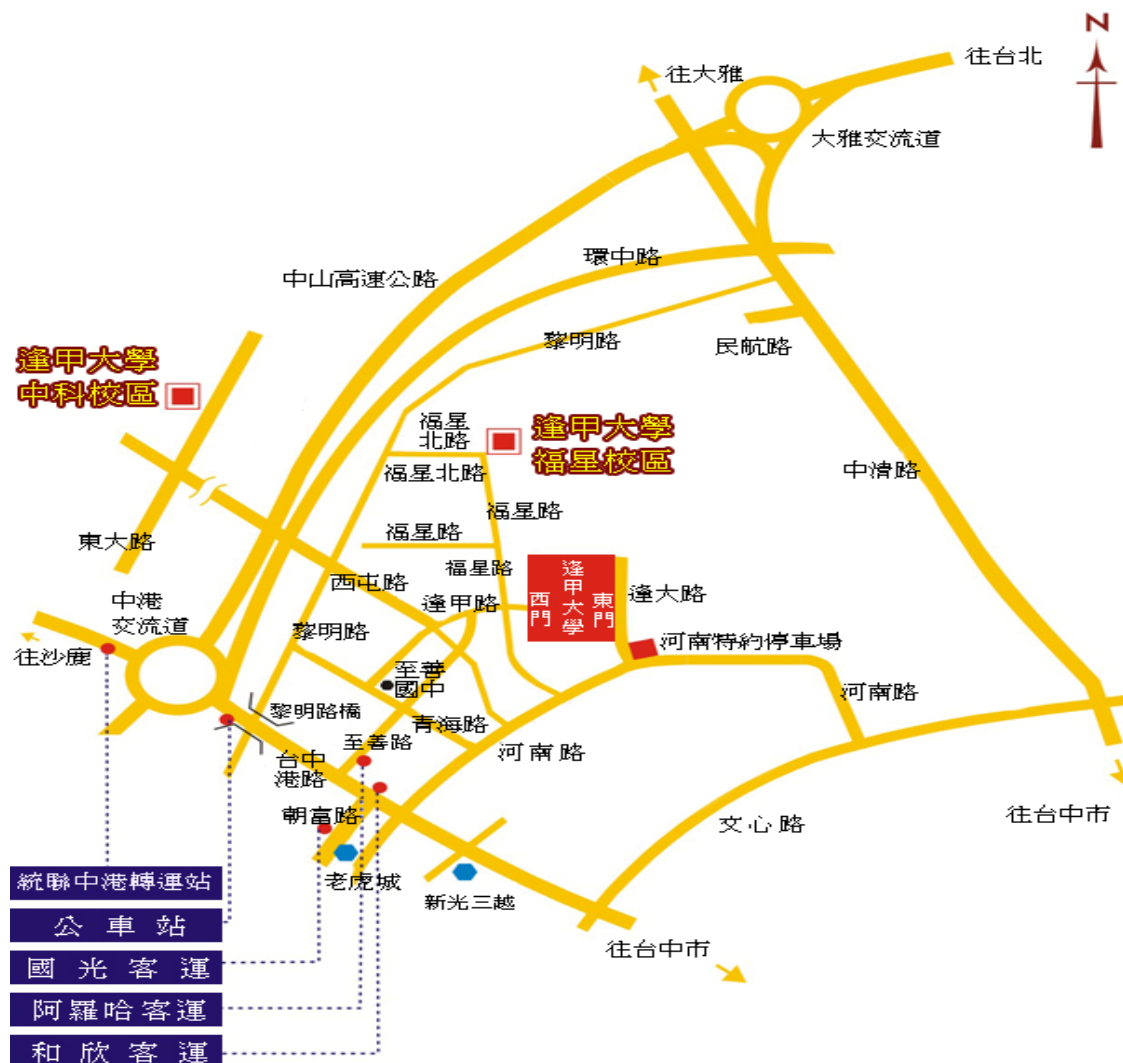 N
往台北
往大雅
大雅交流道
環中路
中山高速公路
黎明路
民航路
逢甲大學
中科校區
福星
北路
逢甲大學
福星校區
福星北路
中清路
福星路
東大路
福星路
福星路
西屯路
逢甲大學
西門
東門
逢大路
中港
交流道
逢甲路
黎明路
河南特約停車場
往沙鹿
至善
國中
河南路
黎明路橋
青海路
至善路
河南路
台中
港路
朝富路
文心路
往台中市
老虎城
新光三越
往台中市
統聯中港轉運站
公車站
國光客運
阿羅哈客運
和欣客運